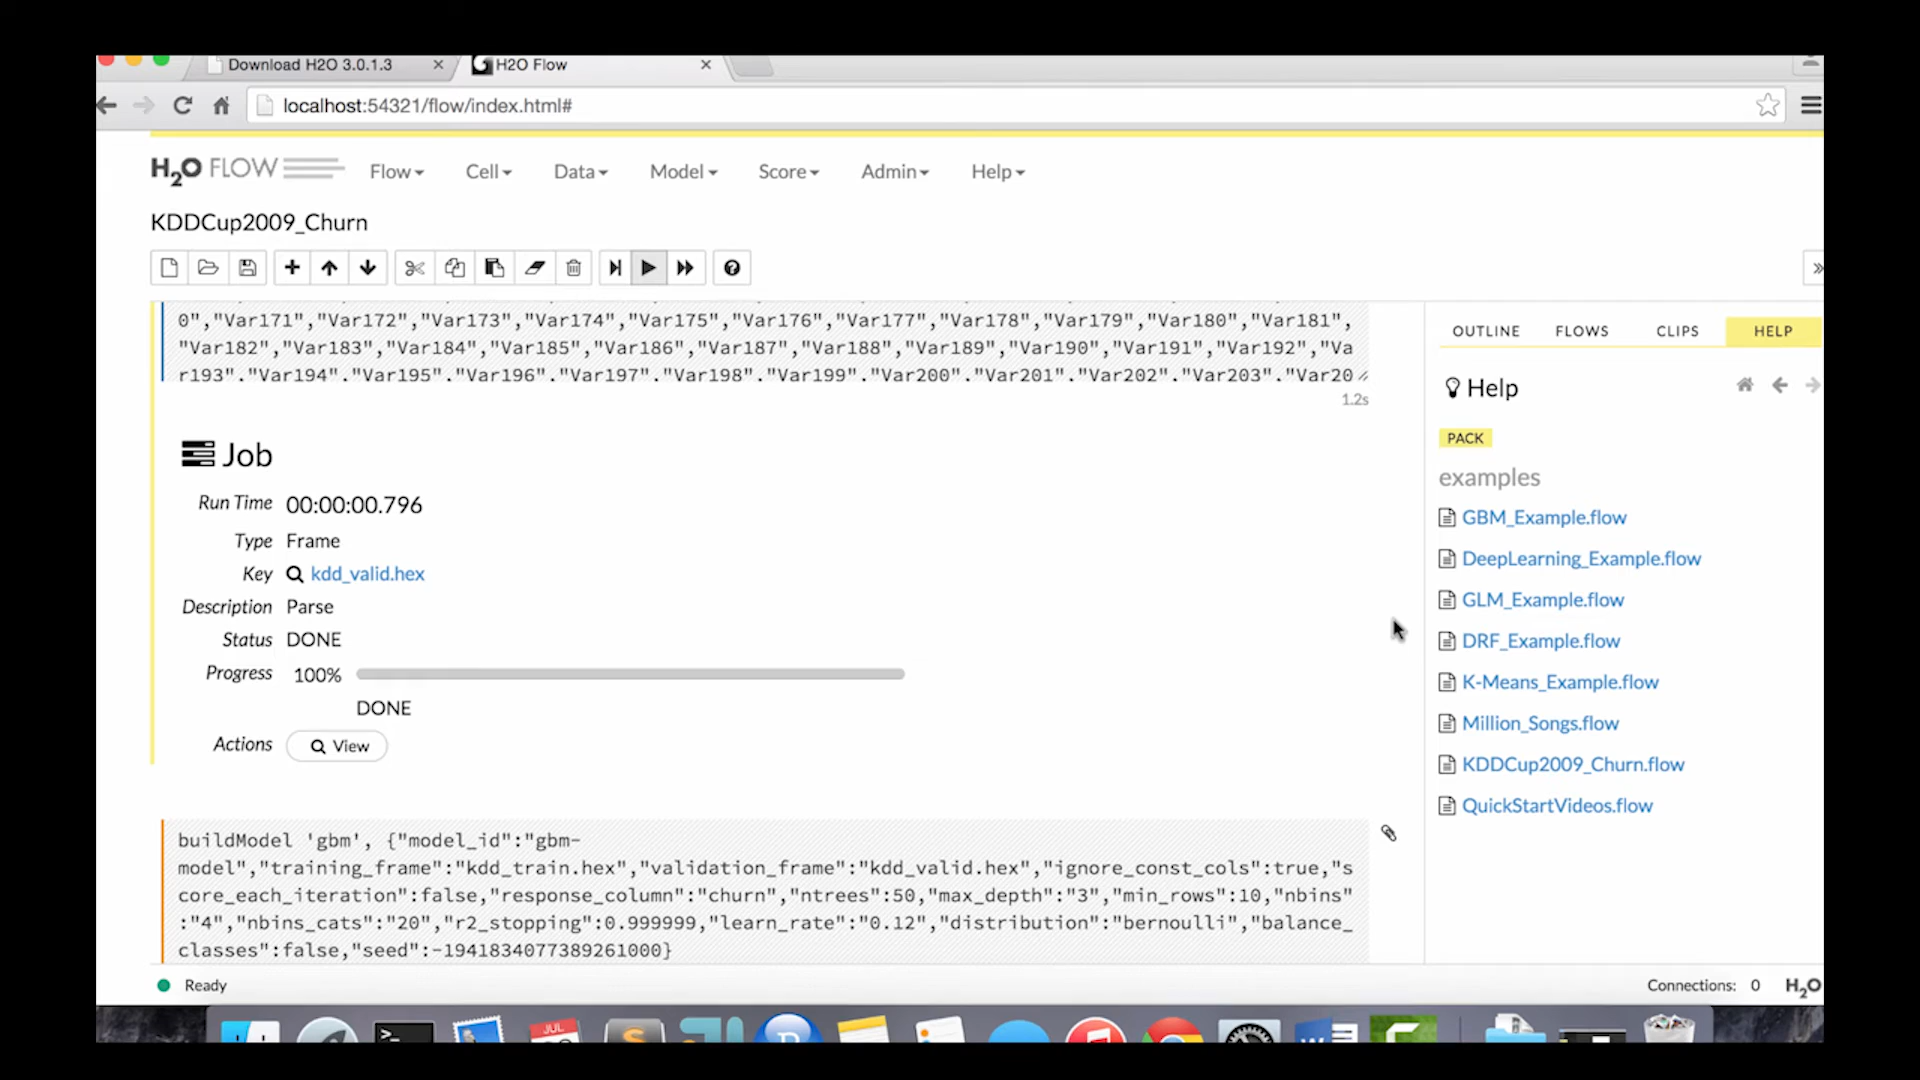 Download H2O 3.0.1.3
H2O Flow
localhost:54321/flow/index.html#
H2O FLOW
Flow
Cell
Data
Model
Score
Admin
Help
KDDCup2009_Churn
0","Var171","Var172","Var173","Var174","Var175","Var176","Var177","Var178","Var179","Var180","Var181",
"Var182","Var183","Var184","Var185","Var186","Var187","Var188","Var189","Var190","Var191","Var192","Va
r193","Var194","Var195","Var196","Var197","Var198","Var199","Var200","Var201","Var202","Var203","Var20
1.2s
Job
Run Time 00:00:00.796
Type Frame
Key kdd_valid.hex
Description Parse
Status DONE
Progress 100%
DONE
Actions View
buildModel 'gbm', {"model_id":"gbm-
model","training_frame":"kdd_train.hex","validation_frame":"kdd_valid.hex","ignore_const_cols":true,"s
core_each_iteration":false,"response_column":"churn","ntrees":50,"max_depth":"3","min_rows":10,"nbins"
:"4","nbins_cats":"20","r2_stopping":0.999999,"learn_rate":"0.12","distribution":"bernoulli","balance_
classes":false,"seed":-1941834077389261000}
OUTLINE
FLOWS
CLIPS
HELP
Help
PACK
examples
GBM_Example.flow
DeepLearning_Example.flow
GLM_Example.flow
DRF_Example.flow
K-Means_Example.flow
Million_Songs.flow
KDDCup2009_Churn.flow
QuickStartVideos.flow
Ready
Connections: 0 H2O
JUL